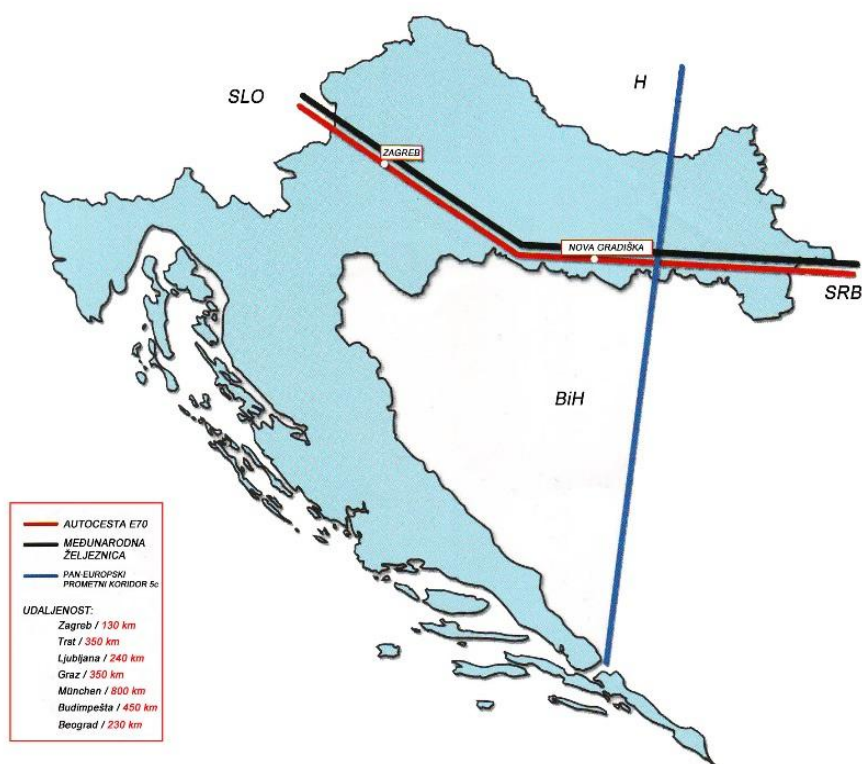 H
SLO
ZAGREB
NOVA GRADIŠKA
SRB
BiH
AUTOCESTA E70
MEĐUNARODNA
ŽELJEZNICA
PAN-EUROPSKI
PROMETNI KORIDOR 5c
UDALJENOST:
Zagreb / 130 km
Trst / 350 km
Ljubljana / 240 km
Graz / 350 km
München / 800 km
Budimpešta / 450 km
Beograd / 230 km